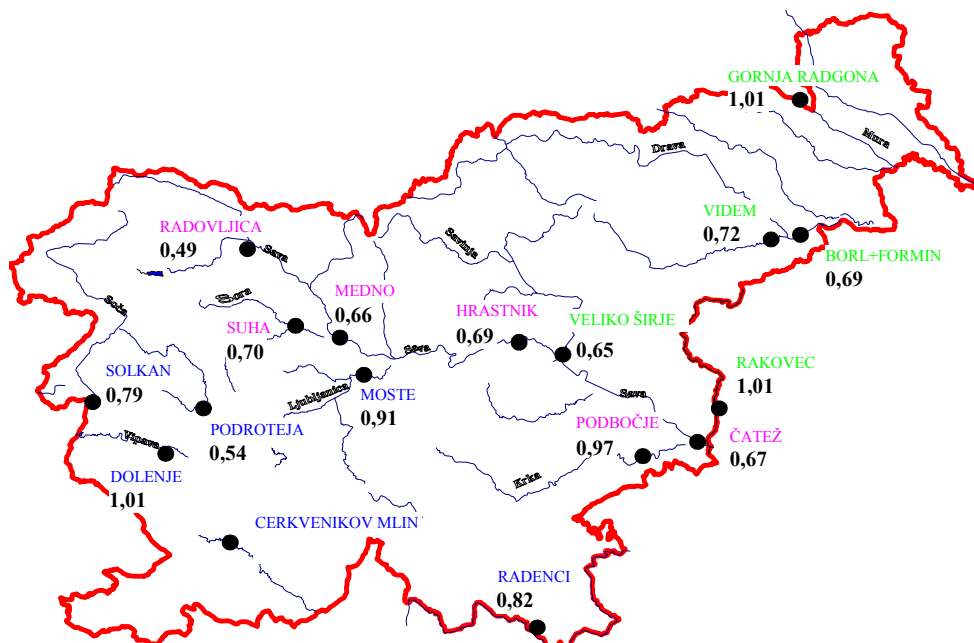 GORNJA RADGONA
1,01
Mura
Drava
VIDEM
0,72
BORL+FORMIN
0,69
RADOVLJICA
0,49
Sava
Savinja
Sora
MEDNO
0,66
HRASTNIK
0,69
VELIKO ŠIRJE
0,65
Soča
SUHA
0,70
Sava
RAKOVEC
1,01
SOLKAN
0,79
Ljubljanica
MOSTE
0,91
Sava
PODROTEJA
0,54
PODBOČJE
0,97
ČATEŽ
0,67
Vipava
DOLENJE
1,01
Krka
CERKVENIKOV MLIN
RADENCI
0,82